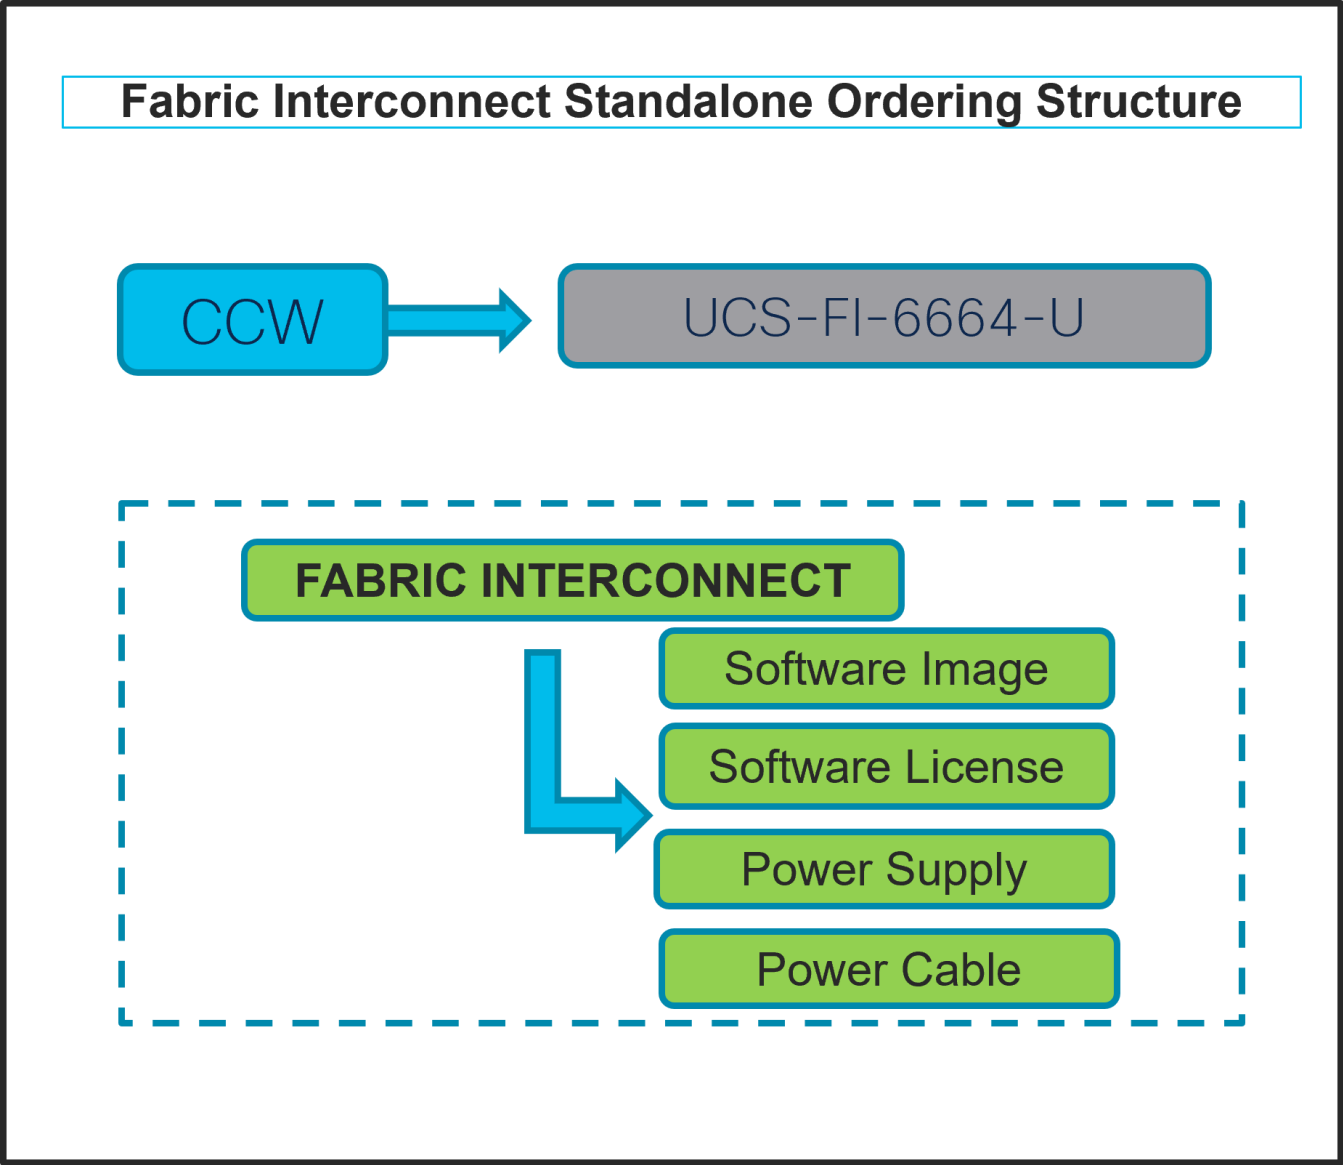 Fabric Interconnect Standalone Ordering Structure
CCW
UCS-FI-6664-U
FABRIC INTERCONNECT
Software Image
Software License
Power Supply
Power Cable